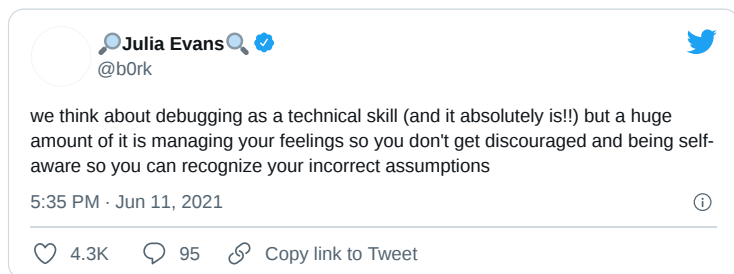 🔎Julia Evans🔍
@b0rk
we think about debugging as a technical skill (and it absolutely is!!) but a huge
amount of it is managing your feelings so you don't get discouraged and being self-
aware so you can recognize your incorrect assumptions
5:35 PM · Jun 11, 2021
4.3K 95 Copy link to Tweet